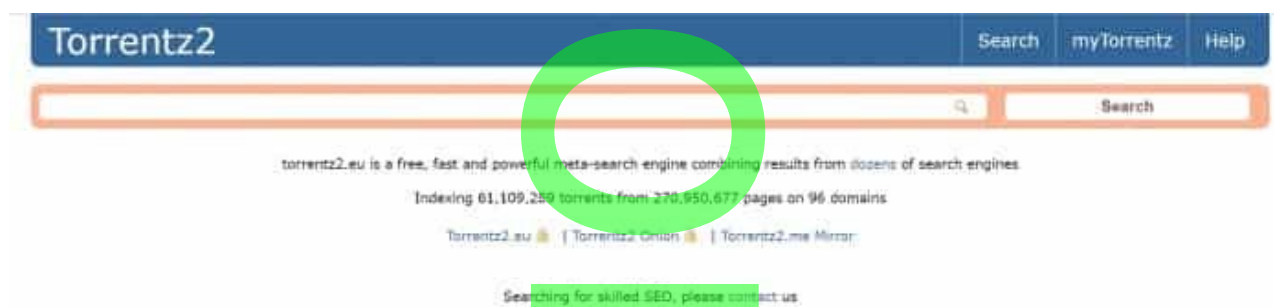 Torrentz2
Search myTorrentz Help
Search
torrentz2.eu is a free, fast and powerful meta-search engine combining results from dozens of search engines
Indexing 61,109,269 torrents from 270,950,677 pages on 96 domains
Torrentz2.eu | Torrentz2 Onion | Torrentz2.me Mirror
Searching for skilled SEO, please contact us